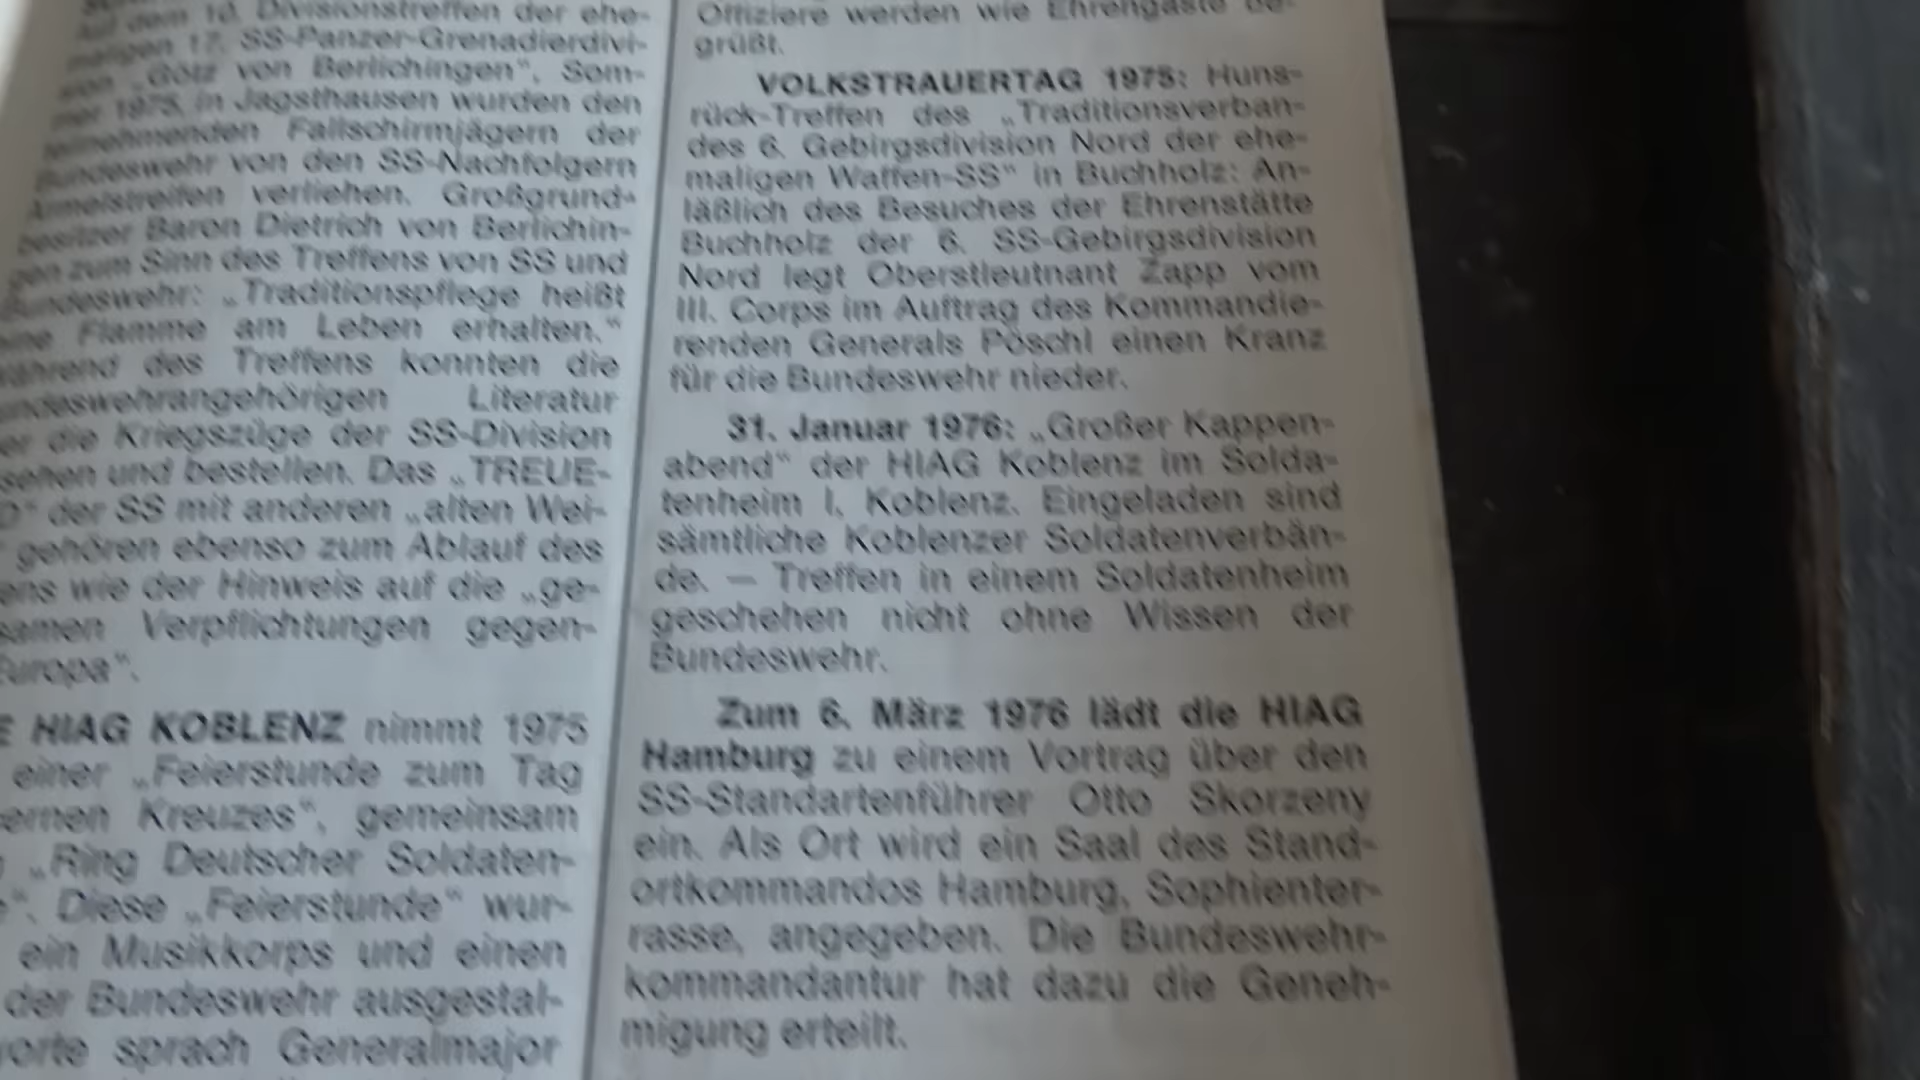 auf dem 10. Divisionstreffen der ehe-
maligen 17. SS-Panzer-Grenadierdivi-
sion „Götz von Berlichingen“, Som-
mer 1975, in Jagsthausen wurden den
teilnehmenden Fallschirmjägern der
Bundeswehr von den SS-Nachfolgern
Ärmelstreifen verliehen. Großgrund-
besitzer Baron Dietrich von Berlichin-
gen zum Sinn des Treffens von SS und
Bundeswehr: „Traditionspflege heißt
Flamme am Leben erhalten.“
während des Treffens konnten die
Literatur
die Kriegszüge der SS-Division
und bestellen. Das „TREUE-
der SS mit anderen „alten Wei-
gehören ebenso zum Ablauf des
wie der Hinweis auf die „ge-
Verpflichtungen gegen-
HIAG KOBLENZ nimmt 1975
einer „Feierstunde zum Tag
Kreuzes“, gemeinsam
„Ring Deutscher Soldaten-
Diese „Feierstunde“ wur-
ein Musikkorps und einen
der Bundeswehr ausgestal-
sprach Generalmajor
Offiziere werden wie Ehrengäste be-
grüßt.
VOLKSTRAUERTAG 1975: Huns-
rück-Treffen des „Traditionsverban-
des 6. Gebirgsdivision Nord der ehe-
maligen Waffen-SS“ in Buchholz: An-
läßlich des Besuches der Ehrenstätte
Buchholz der 6. SS-Gebirgsdivision
Nord legt Oberstleutnant Zapp vom
III. Corps im Auftrag des Kommandie-
renden Generals Pöschl einen Kranz
für die Bundeswehr nieder.
31. Januar 1976: „Großer Kappen-
abend“ der HIAG Koblenz im Solda-
tenheim I, Koblenz. Eingeladen sind
sämtliche Koblenzer Soldatenverbän-
de. — Treffen in einem Soldatenheim
geschehen nicht ohne Wissen der
Bundeswehr.
Zum 6. März 1976 lädt die HIAG
Hamburg zu einem Vortrag über den
SS-Standartenführer Otto Skorzeny
ein. Als Ort wird ein Saal des Stand-
ortkommandos Hamburg, Sophienter-
rasse, angegeben. Die Bundeswehr-
kommandantur hat dazu die Geneh-
migung erteilt.